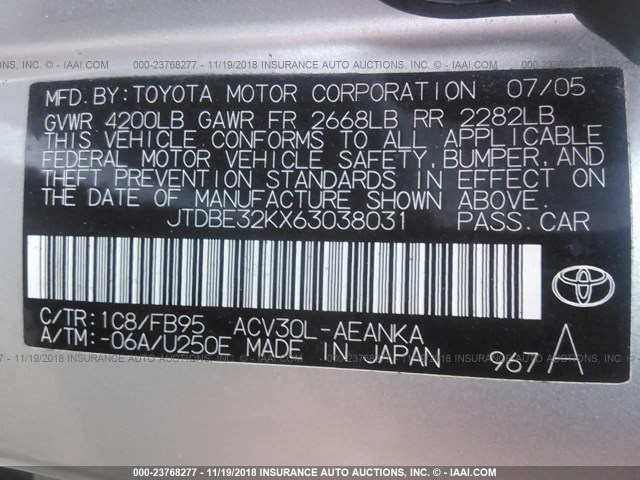 000-23768277 - 11/19/2018 INSURANCE AUTO AUCTIONS INC. - © - IAAI.COM
MFD.BY:TOYOTA MOTOR CORPORATION 07/05
GVWR 4200LB GAWR FR 2668LB RR 2282LB
THIS VEHICLE CONFORMS TO ALL APPLICABLE
FEDERAL MOTOR VEHICLE SAFETY,BUMPER,AND
THEFT PREVENTION STANDARDS IN EFFECT ON
THE DATE OF MANUFACTURE SHOWN ABOVE.
JTDBE32KX63038031 PASS.CAR
C/TR:1C8/FB95 ACV30L-AEANKA
A/TM:-06A/U250E MADE IN JAPAN 967 A
000-23768277 - 11/19/2018 INSURANCE AUTO AUCTIONS INC. - © - IAAI.COM